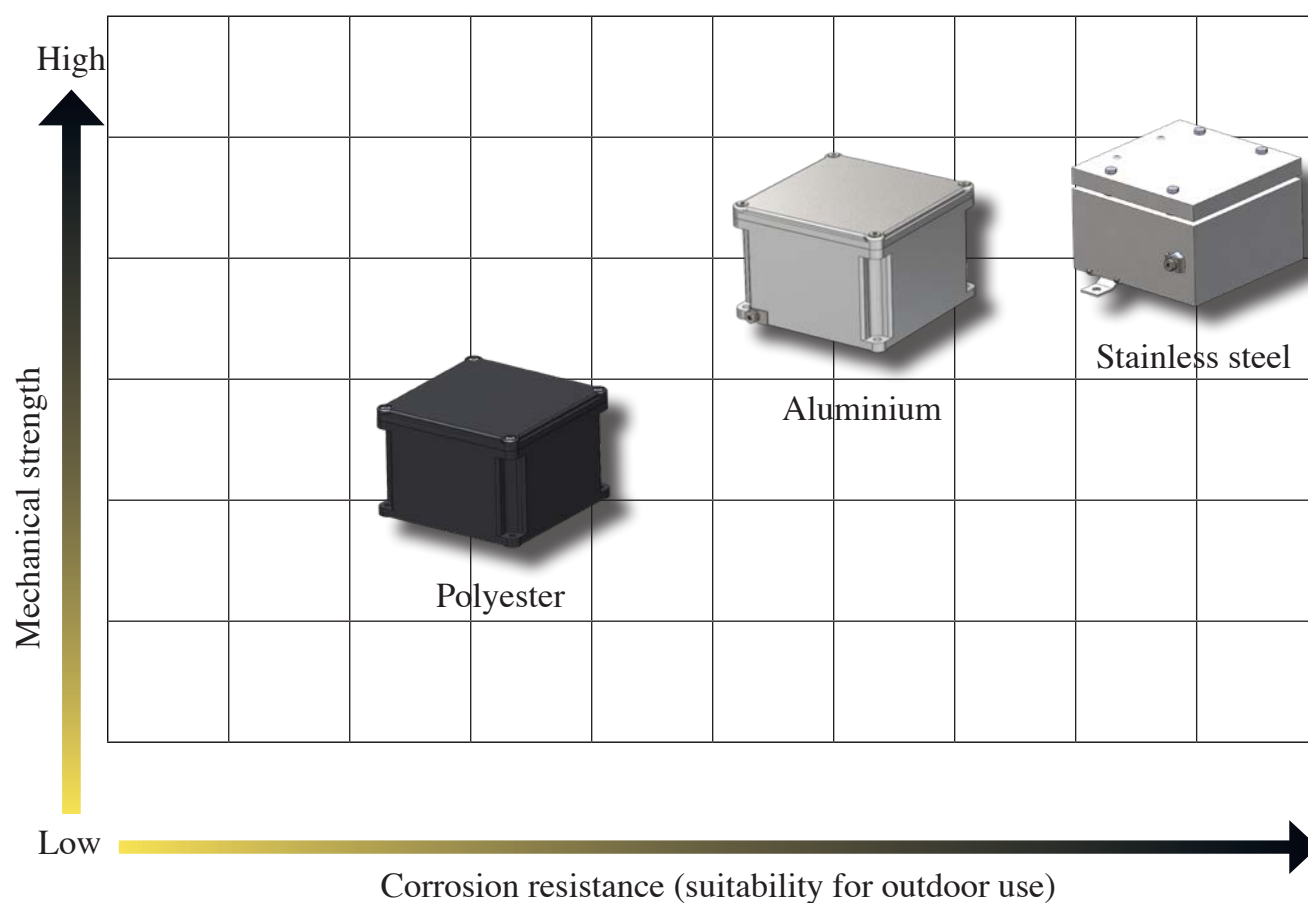 High
Stainless steel
Aluminium
Mechanical strength
Polyester
Low
Corrosion resistance (suitability for outdoor use)